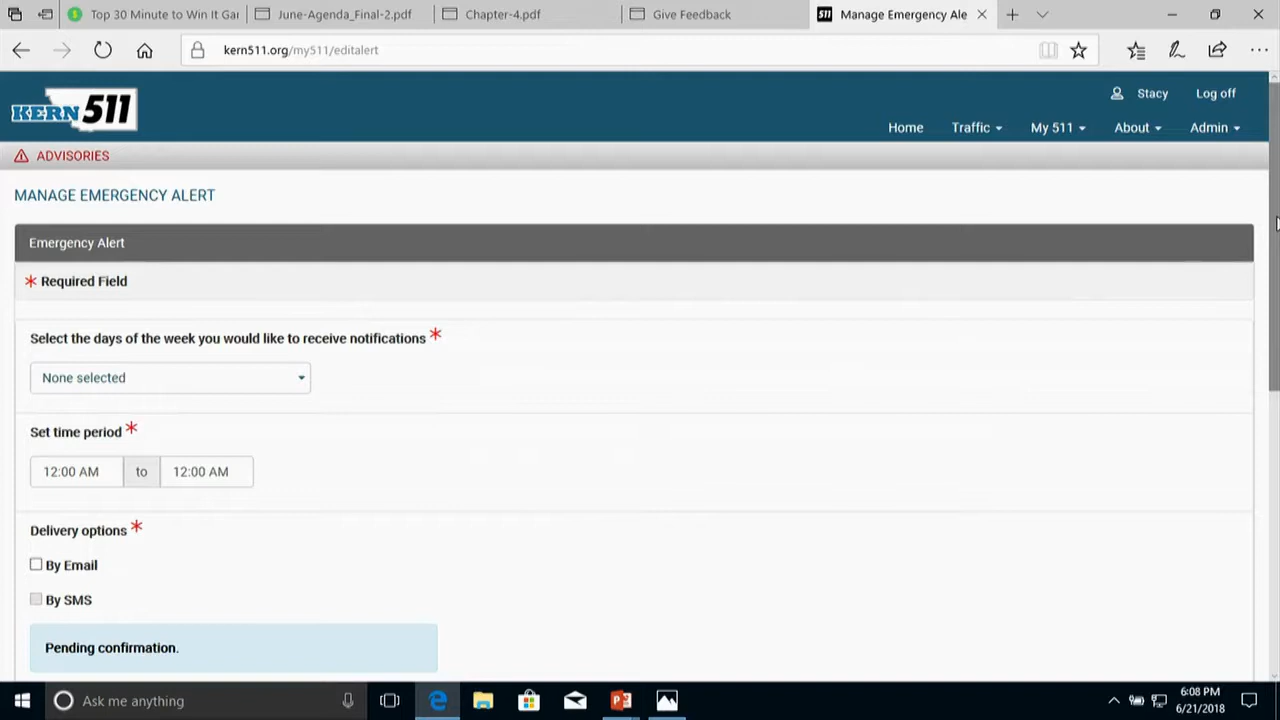 Top 30 Minute to Win It Gai
June-Agenda_Final-2.pdf
Chapter-4.pdf
Give Feedback
511 Manage Emergency Ale
kern511.org/my511/editalert
KERN 511
Stacy
Log off
Home
Traffic
My 511
About
Admin
ADVISORIES
MANAGE EMERGENCY ALERT
Emergency Alert
* Required Field
Select the days of the week you would like to receive notifications *
None selected
Set time period *
12:00 AM to 12:00 AM
Delivery options *
By Email
By SMS
Pending confirmation.
Ask me anything
6:08 PM
6/21/2018